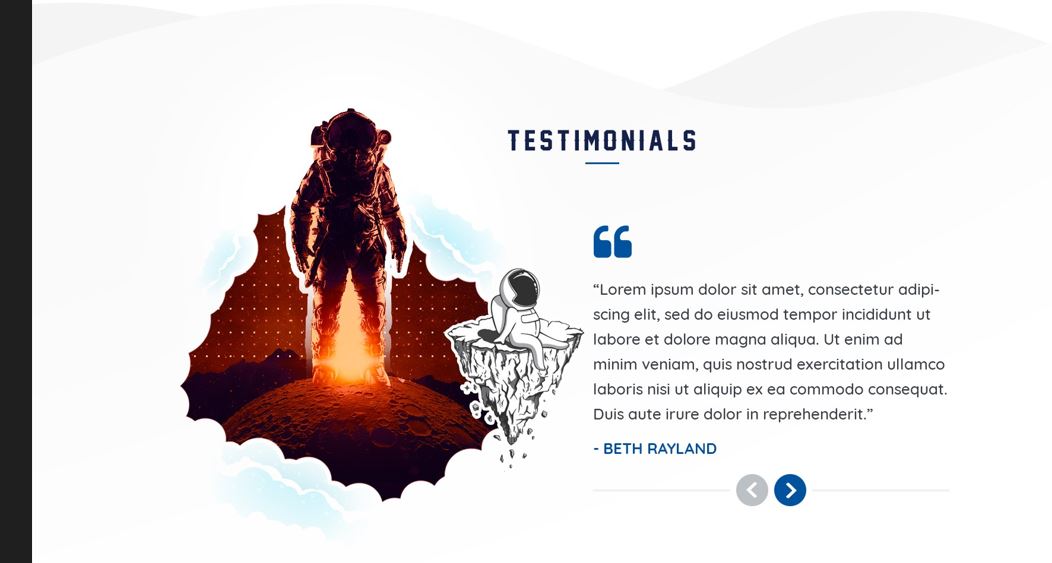 TESTIMONIALS
“Lorem ipsum dolor sit amet, consectetur adipi-
scing elit, sed do eiusmod tempor incididunt ut
labore et dolore magna aliqua. Ut enim ad
minim veniam, quis nostrud exercitation ullamco
laboris nisi ut aliquip ex ea commodo consequat.
Duis aute irure dolor in reprehenderit.”
- BETH RAYLAND